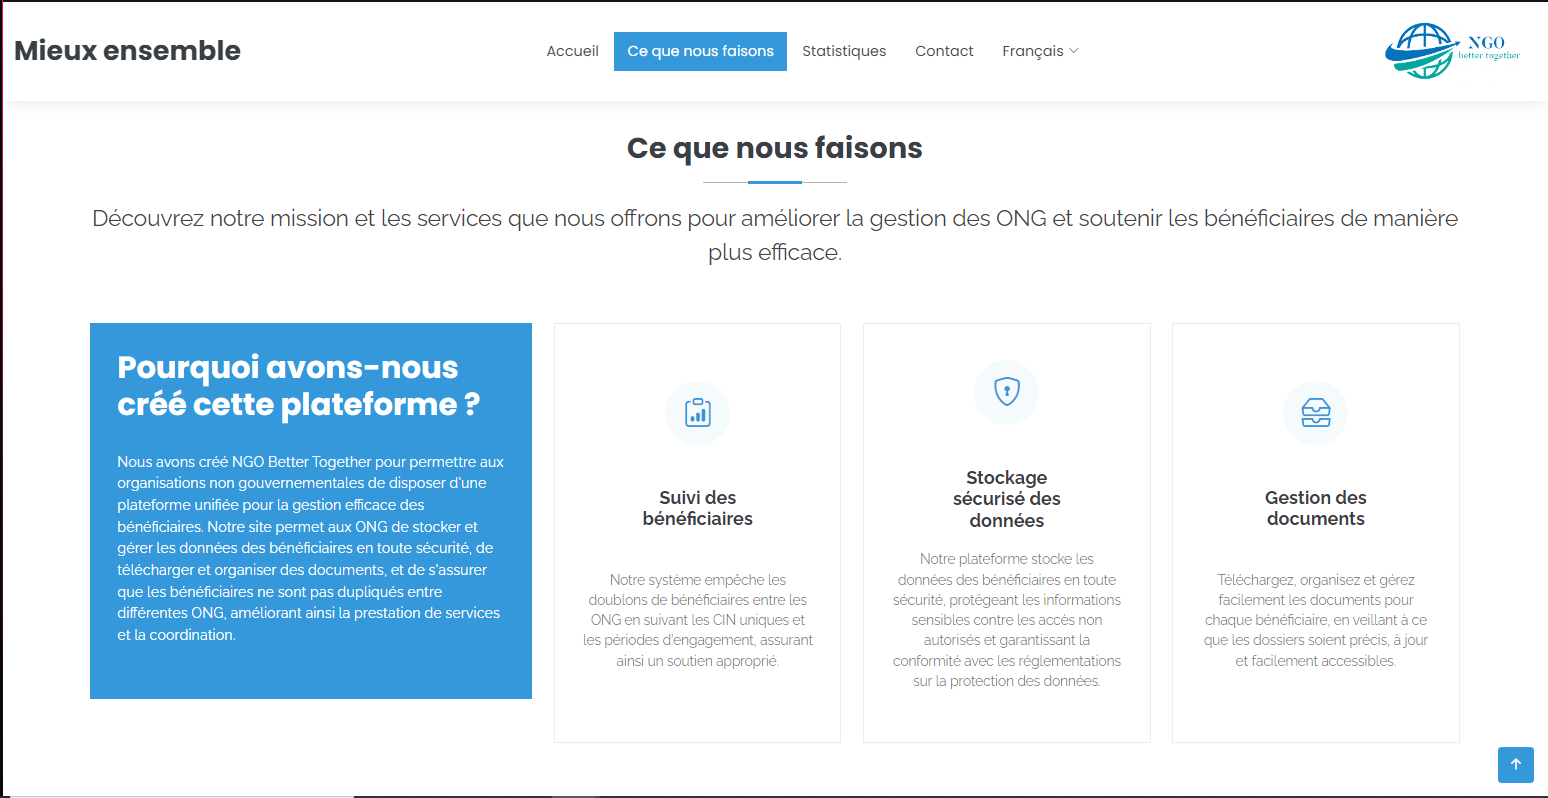 Mieux ensemble
Accueil
Ce que nous faisons
Statistiques
Contact
Français
NGO
better together
Ce que nous faisons
Découvrez notre mission et les services que nous offrons pour améliorer la gestion des ONG et soutenir les bénéficiaires de manière
plus efficace.
Pourquoi avons-nous
créé cette plateforme ?
Nous avons créé NGO Better Together pour permettre aux
organisations non gouvernementales de disposer d'une
plateforme unifiée pour la gestion efficace des
bénéficiaires. Notre site permet aux ONG de stocker et
gérer les données des bénéficiaires en toute sécurité, de
télécharger et organiser des documents, et de s'assurer
que les bénéficiaires ne sont pas dupliqués entre
différentes ONG, améliorant ainsi la prestation de services
et la coordination.
Suivi des
bénéficiaires
Notre système empêche les
doublons de bénéficiaires entre les
ONG en suivant les CIN uniques et
les périodes d'engagement, assurant
ainsi un soutien approprié.
Stockage
sécurisé des
données
Notre plateforme stocke les
données des bénéficiaires en toute
sécurité, protégeant les informations
sensibles contre les accès non
autorisés et garantissant la
conformité avec les réglementations
sur la protection des données.
Gestion des
documents
Téléchargez, organisez et gérez
facilement les documents pour
chaque bénéficiaire, en veillant à ce
que les dossiers soient précis, à jour
et facilement accessibles.